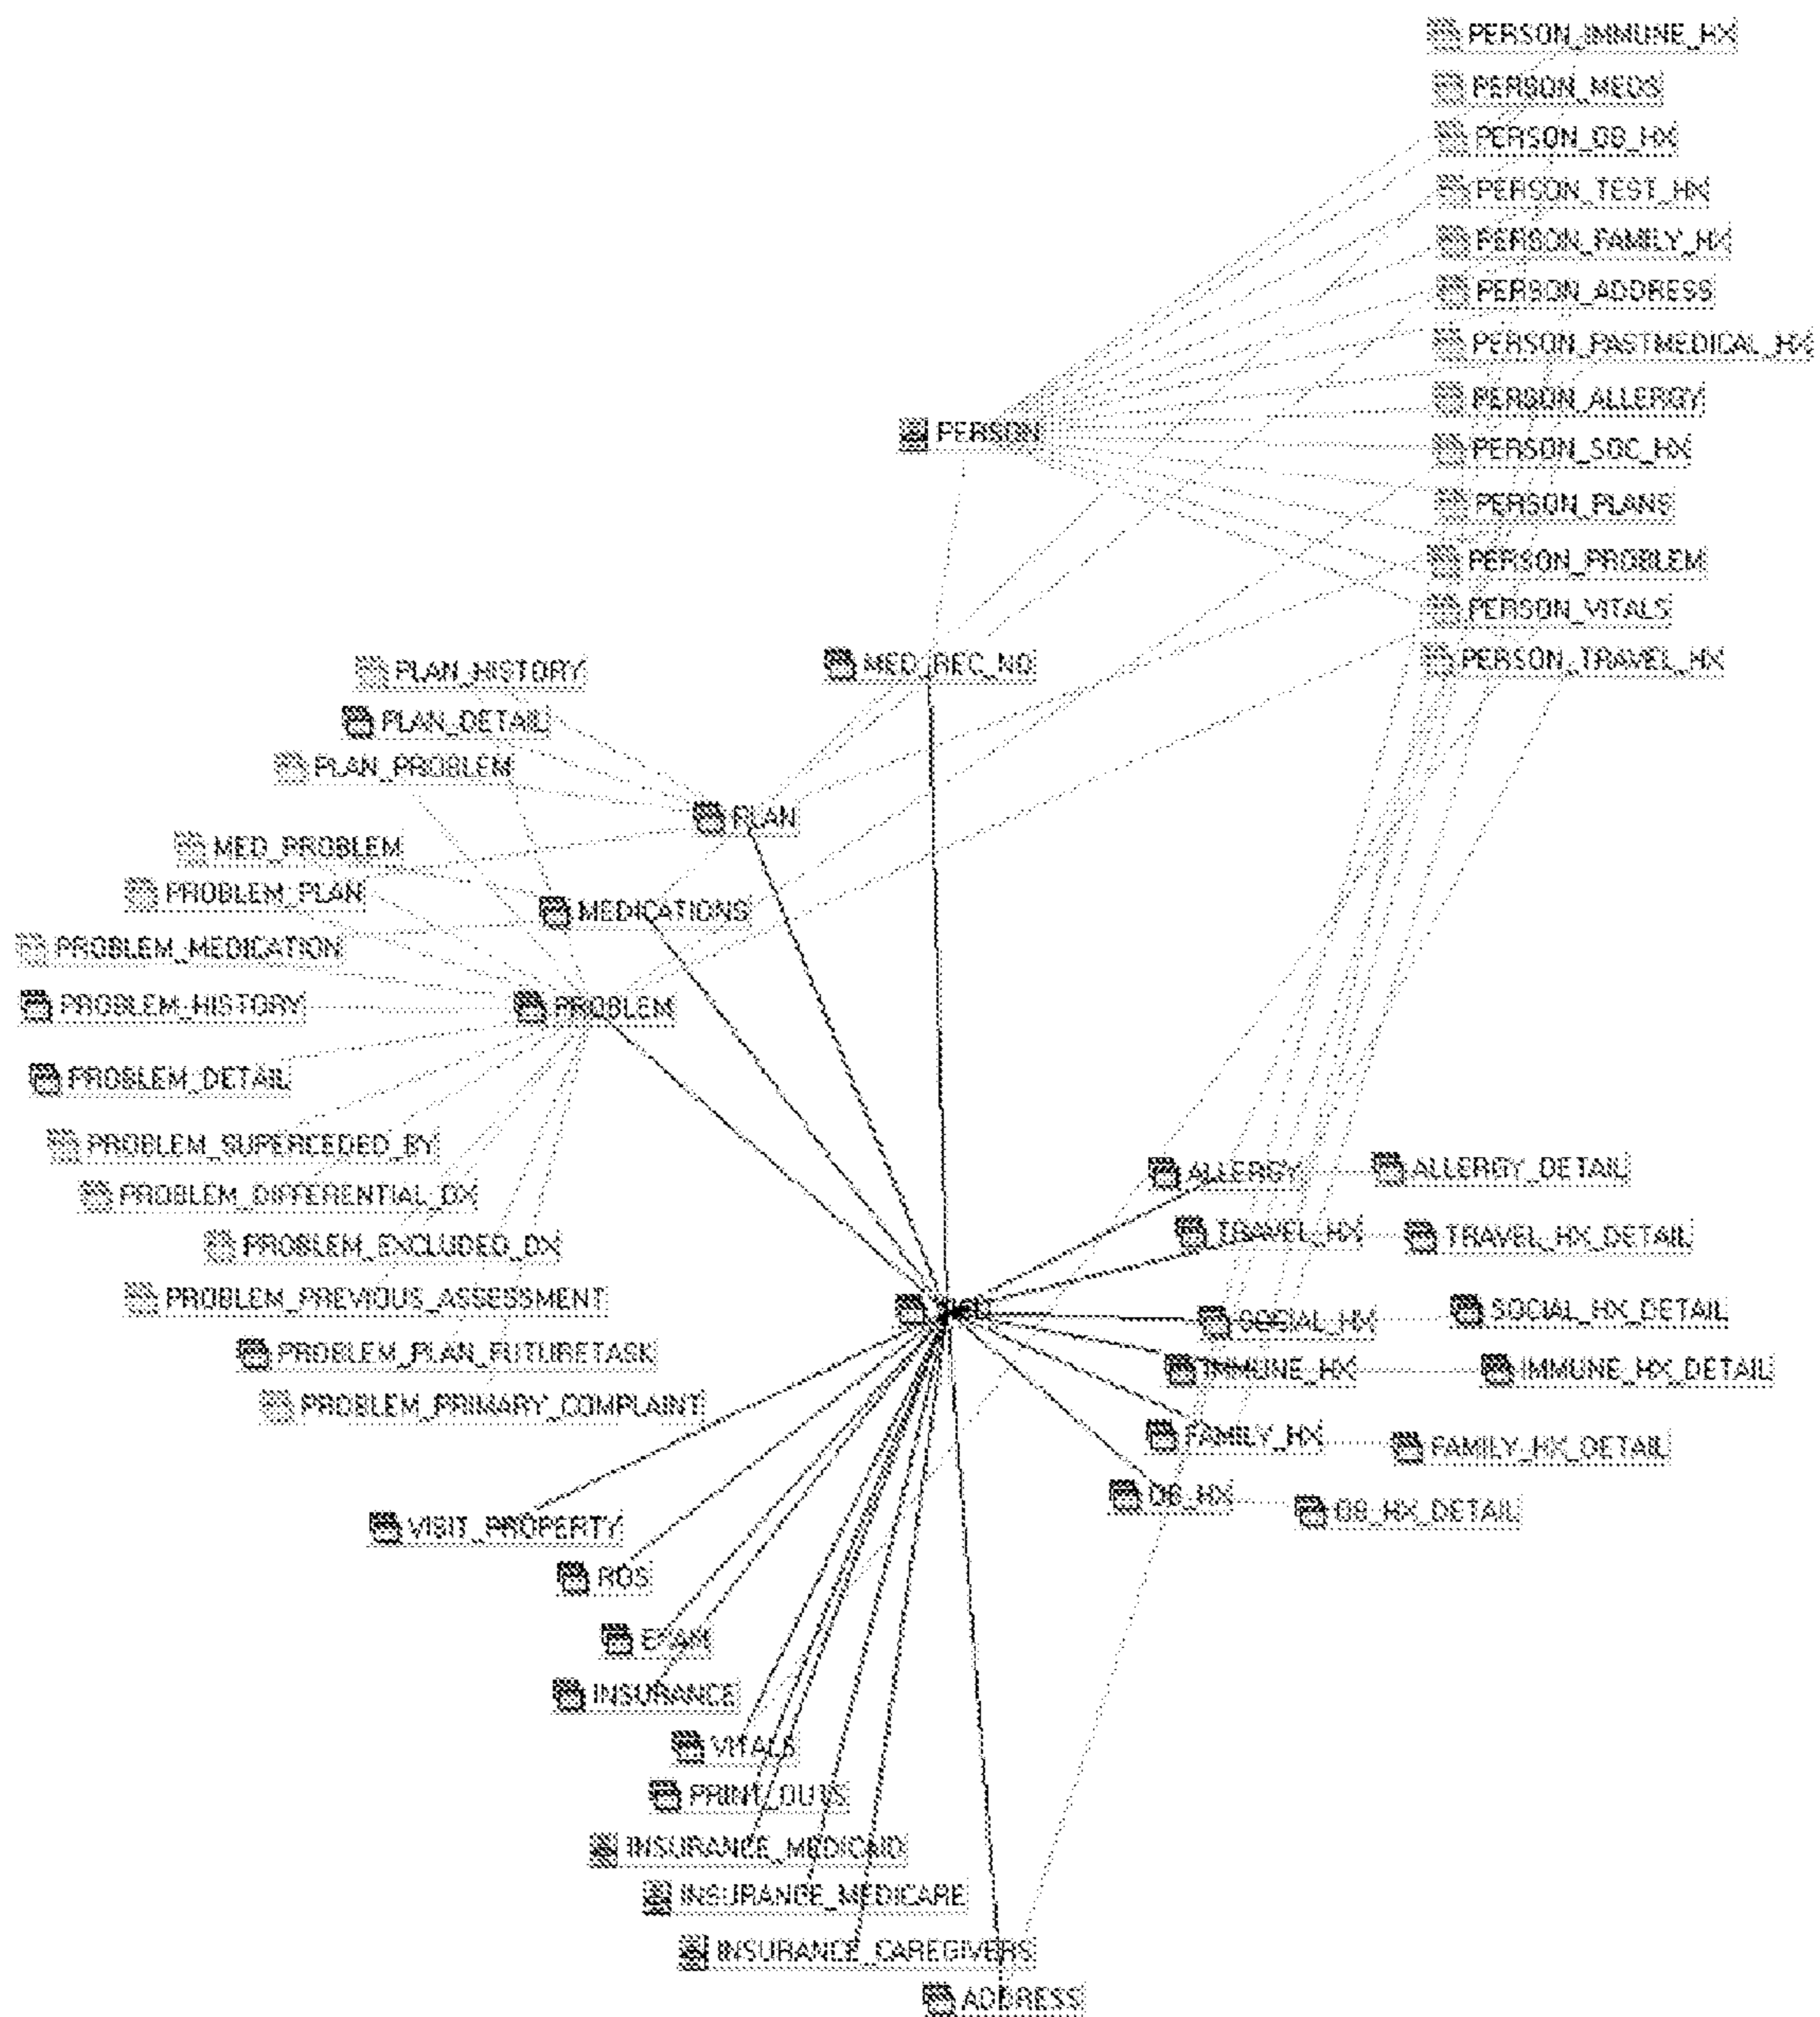 PERSON_IMMUNE_HX
PERSON_MEDS
PERSON_OB_HX
PERSON_TEST_HX
PERSON_FAMILY_HX
PERSON_ADDRESS
PERSON_PASTMEDICAL_HX
PERSON_ALLERGY
PERSON
PERSON_SOC_HX
PERSON_PLANS
PERSON_PROBLEM
PERSON_VITALS
PERSON_TRAVEL_HX
MED_REC_NO
PLAN_HISTORY
PLAN_DETAIL
PLAN_PROBLEM
PLAN
MED_PROBLEM
PROBLEM_PLAN
MEDICATIONS
PROBLEM_MEDICATION
PROBLEM_HISTORY
PROBLEM
PROBLEM_DETAIL
PROBLEM_SUPERCEDED_BY
PROBLEM_DIFFERENTIAL_DX
PROBLEM_EXCLUDED_DX
PROBLEM_PREVIOUS_ASSESSMENT
PROBLEM_PLAN_FUTURETASK
PROBLEM_PRIMARY_COMPLAINT
ALLERGY
ALLERGY_DETAIL
TRAVEL_HX
TRAVEL_HX_DETAIL
SOCIAL_HX
SOCIAL_HX_DETAIL
IMMUNE_HX
IMMUNE_HX_DETAIL
FAMILY_HX
FAMILY_HX_DETAIL
OB_HX
OB_HX_DETAIL
VISIT_PROPERTY
ROS
EXAM
INSURANCE
VITALS
PRINT_OUTS
INSURANCE_MEDICAID
INSURANCE_MEDICARE
INSURANCE_CAREGIVERS
ADDRESS